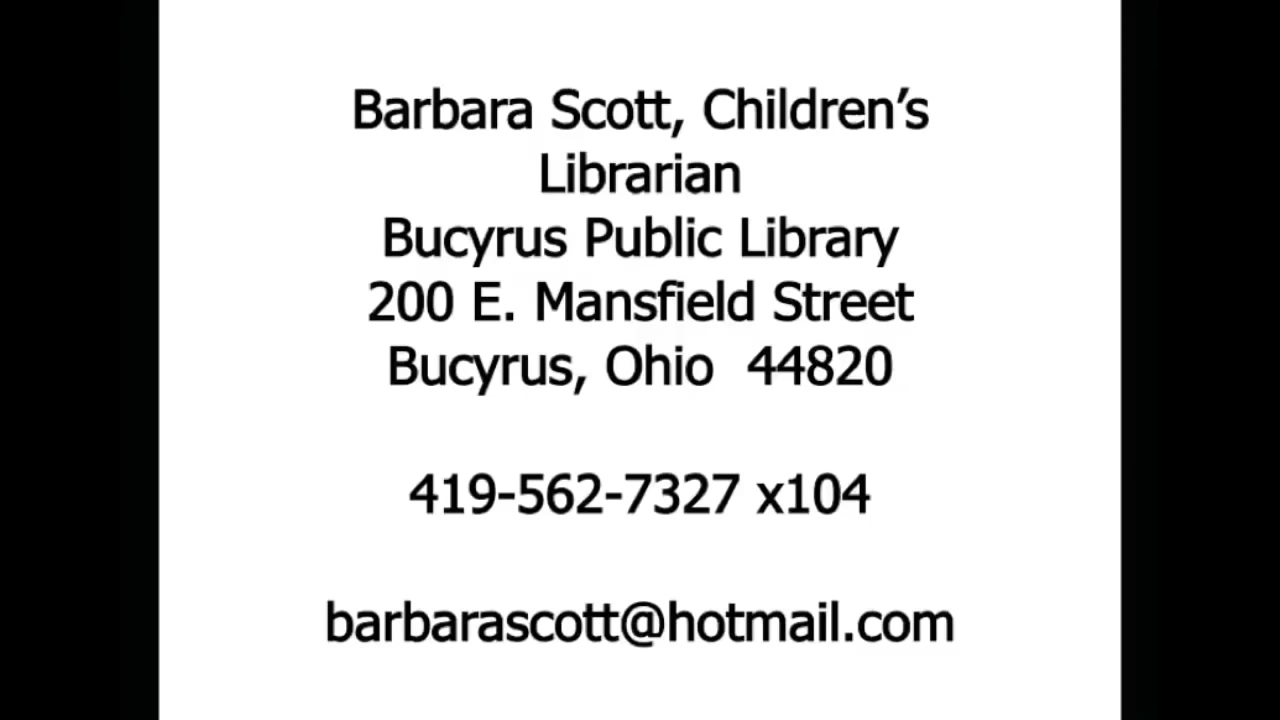 Barbara Scott, Children’s
Librarian
Bucyrus Public Library
200 E. Mansfield Street
Bucyrus, Ohio  44820
419-562-7327 x104
barbarascott@hotmail.com